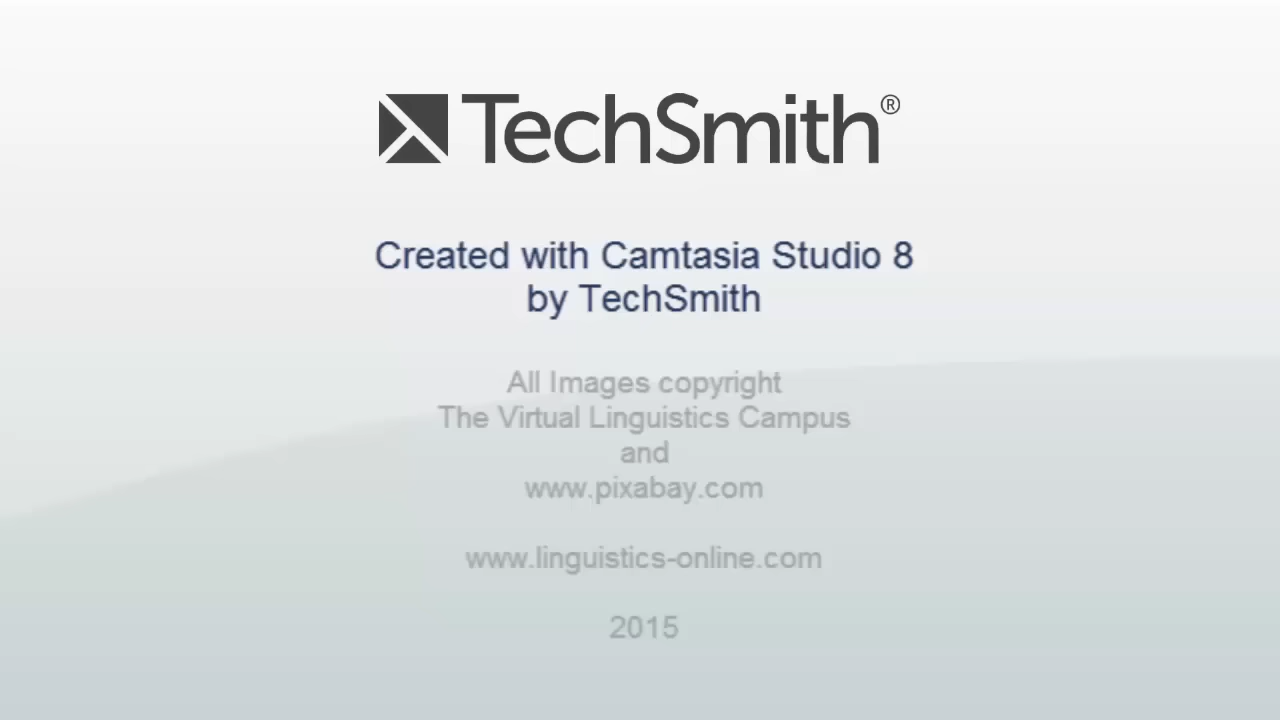 TechSmith®
Created with Camtasia Studio 8
by TechSmith
All Images copyright
The Virtual Linguistics Campus
and
www.pixabay.com
www.linguistics-online.com
2015